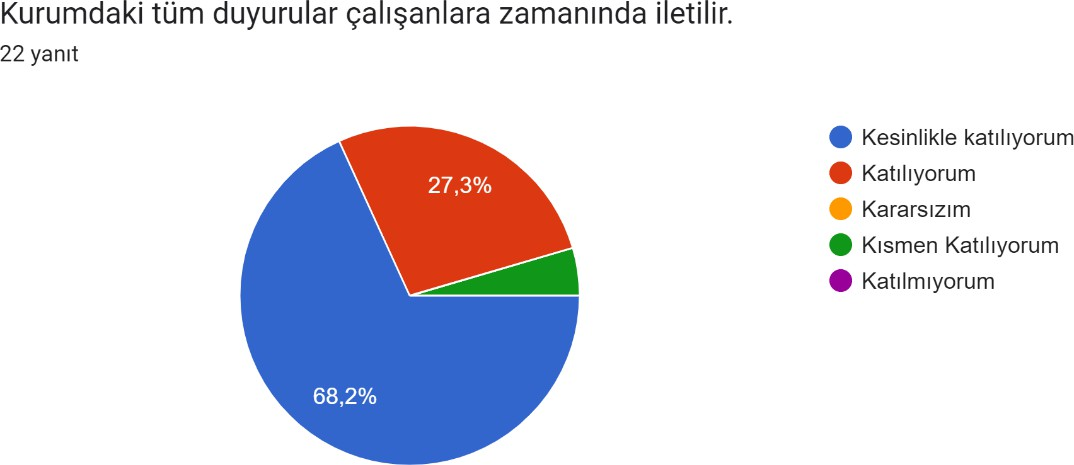 Kurumdaki tüm duyurular çalışanlara zamanında iletilir.
22 yanıt
27,3%
68,2%
Kesinlikle katılıyorum
Katılıyorum
Kararsızım
Kısmen Katılıyorum
Katılmıyorum